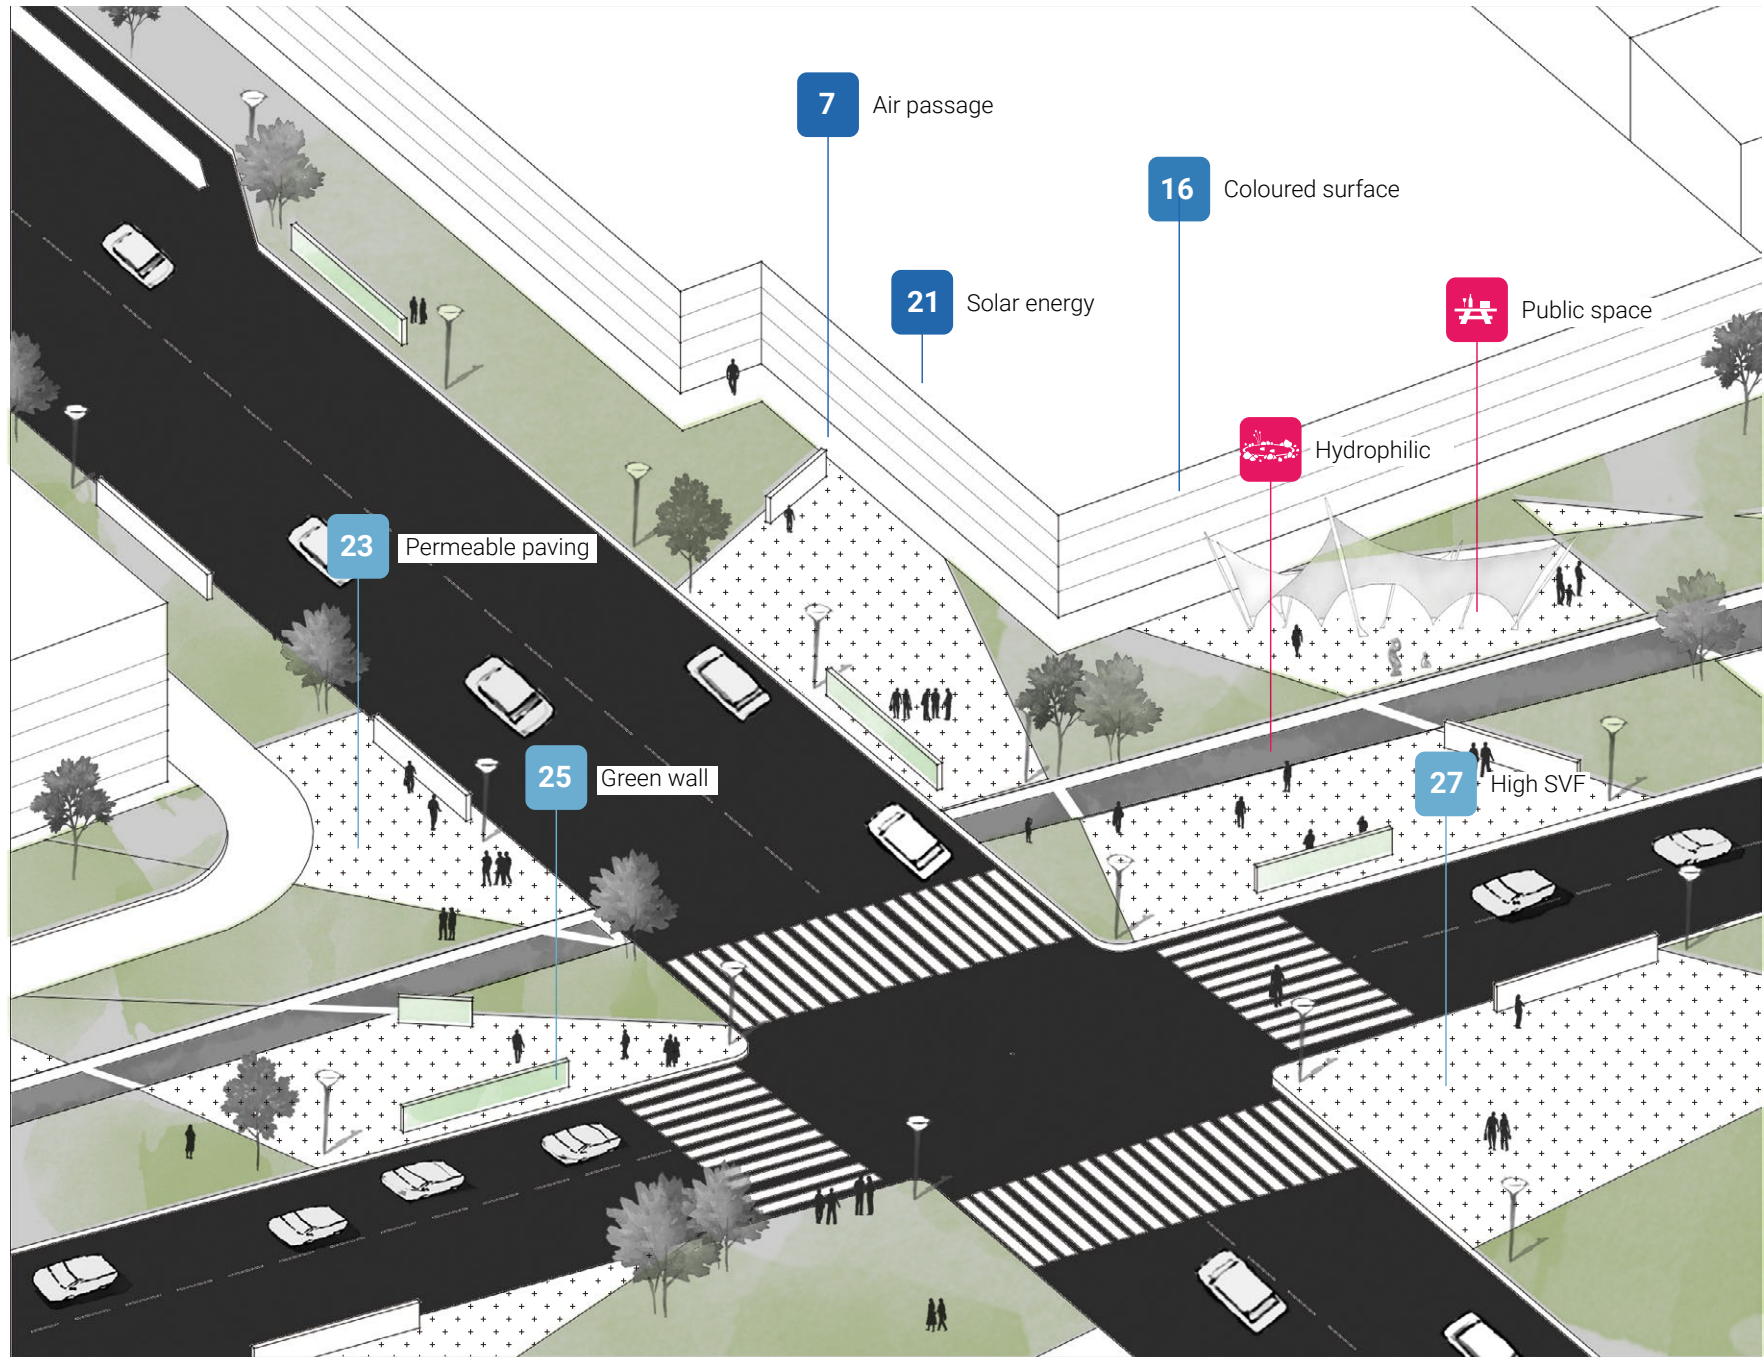 7 Air passage
16 Coloured surface
21 Solar energy
Public space
Hydrophilic
23 Permeable paving
25 Green wall
27 High SVF